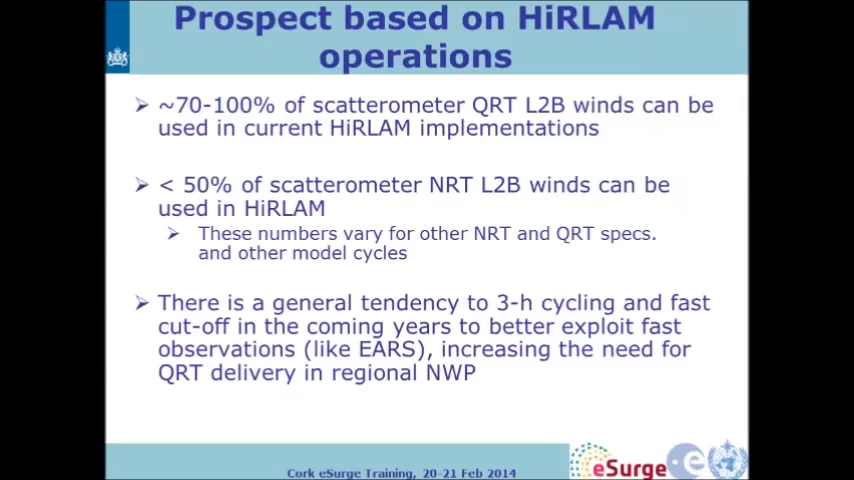 Prospect based on HiRLAM
operations
~70-100% of scatterometer QRT L2B winds can be
used in current HiRLAM implementations
< 50% of scatterometer NRT L2B winds can be
used in HiRLAM
These numbers vary for other NRT and QRT specs.
and other model cycles
There is a general tendency to 3-h cycling and fast
cut-off in the coming years to better exploit fast
observations (like EARS), increasing the need for
QRT delivery in regional NWP
Cork eSurge Training, 20-21 Feb 2014
eSurge